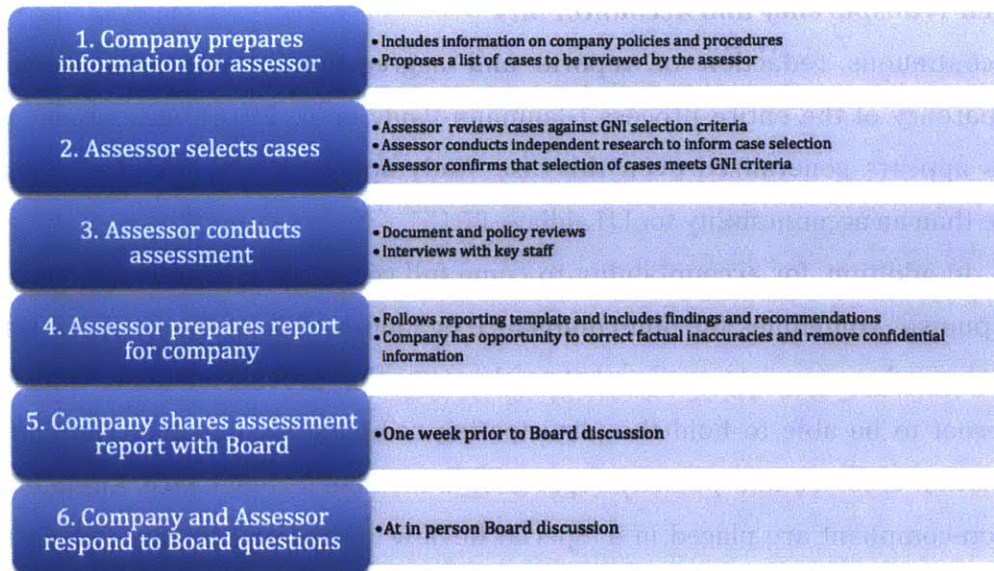 1. Company prepares
information for assessor
• Includes information on company policies and procedures
• Proposes a list of cases to be reviewed by the assessor
2. Assessor selects cases
• Assessor reviews cases against GNI selection criteria
• Assessor conducts independent research to inform case selection
• Assessor confirms that selection of cases meets GNI criteria
3. Assessor conducts
assessment
• Document and policy reviews
• Interviews with key staff
4. Assessor prepares report
for company
• Follows reporting template and includes findings and recommendations
• Company has opportunity to correct factual inaccuracies and remove confidential
information
5. Company shares assessment
report with Board
• One week prior to Board discussion
6. Company and Assessor
respond to Board questions
• At in person Board discussion